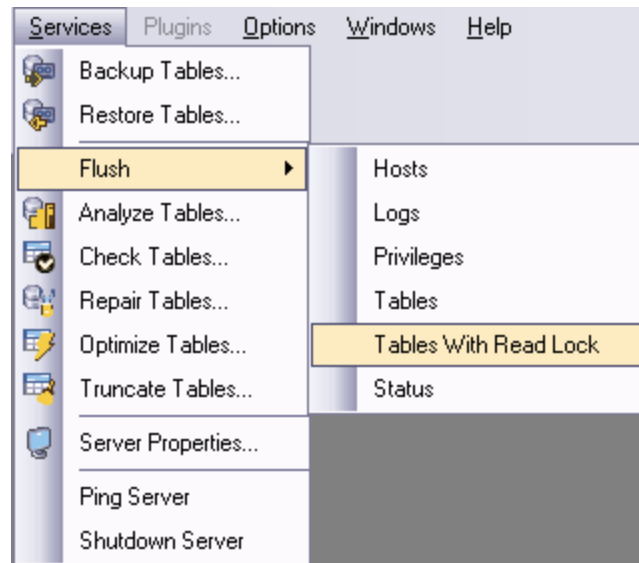 Services Plugins Options Windows Help
Backup Tables...
Restore Tables...
Flush
Analyze Tables...
Check Tables...
Repair Tables...
Optimize Tables...
Truncate Tables...
Server Properties...
Ping Server
Shutdown Server
Hosts
Logs
Privileges
Tables
Tables With Read Lock
Status